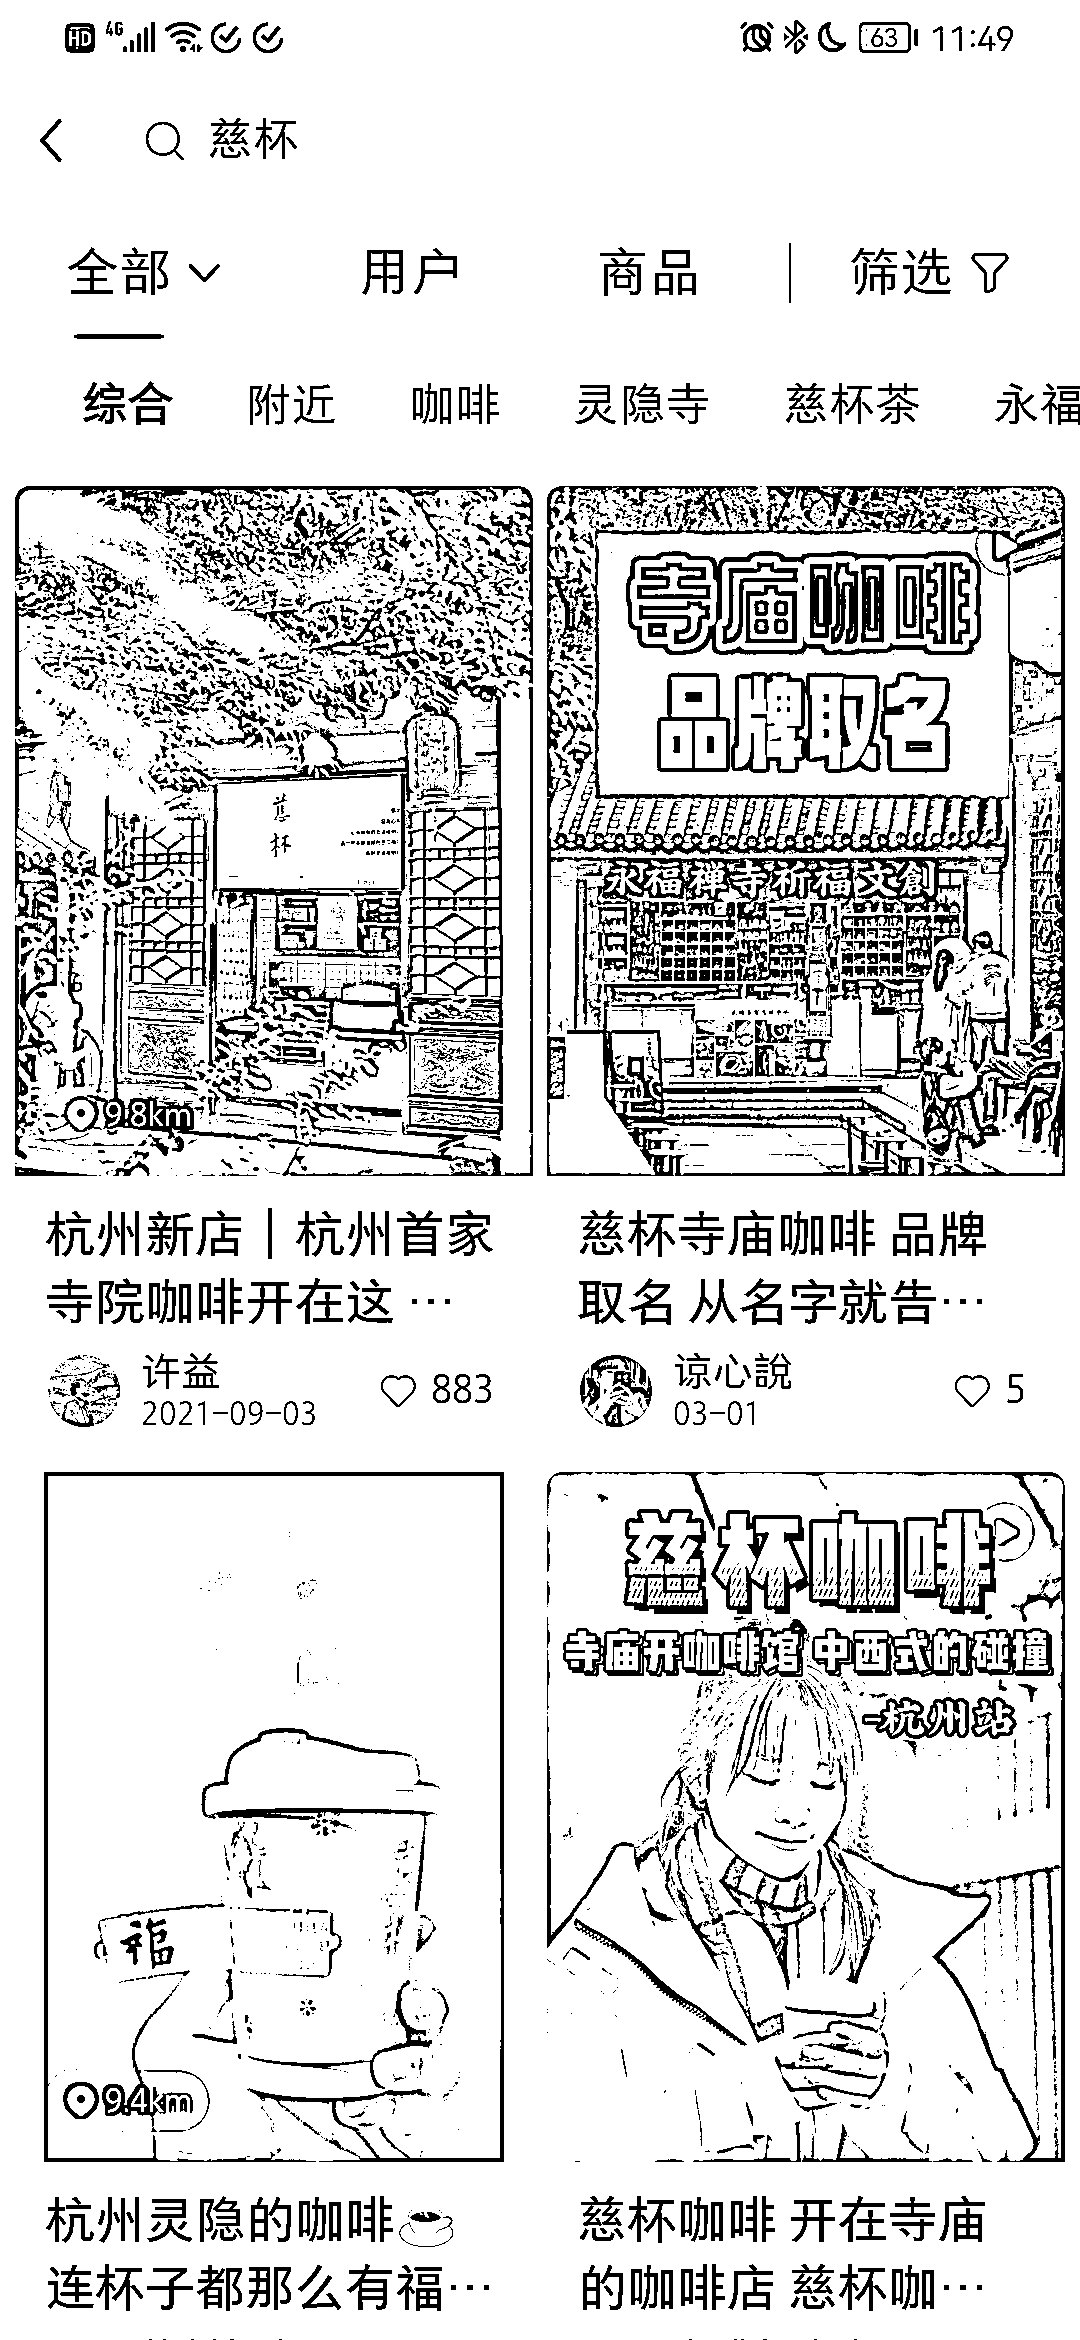 HD 4G 63 11:49
慈杯
全部 用户 商品 筛选
综合 附近 咖啡 灵隐寺 慈杯茶 永福
寺庙咖啡
品牌取名
慈杯
永福禅寺祈福文創
9.8km
杭州新店｜杭州首家
寺院咖啡开在这 ···
许益
2021-09-03
883
慈杯寺庙咖啡 品牌
取名 从名字就告···
谅心說
03-01
5
福
9.4km
杭州灵隐的咖啡☕
连杯子都那么有福···
慈杯咖啡
寺庙开咖啡馆 中西式的碰撞
-杭州站
慈杯咖啡 开在寺庙
的咖啡店 慈杯咖···